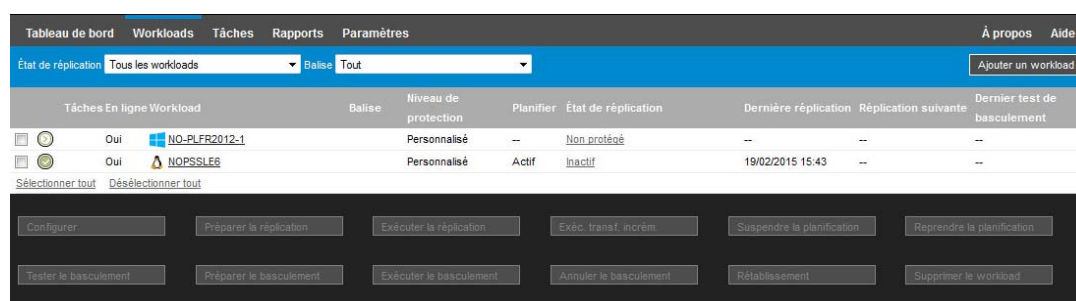 Tableau de bord Workloads Tâches Rapports Paramètres À propos Aide
État de réplication Tous les workloads Balise Tout Ajouter un workload
Tâches En ligne Workload Balise Niveau de protection Planifier État de réplication Dernière réplication Réplication suivante Dernier test de basculement
Oui NO-PLFR2012-1 Personnalisé -- Non protégé -- -- --
Oui NOPSSLE6 Personnalisé Actif Inactif 19/02/2015 15:43 -- --
Sélectionner tout Désélectionner tout
Configurer Préparer la réplication Exécuter la réplication Exéc. transf. incrém Suspendre la planification Reprendre la planification
Tester le basculement Préparer le basculement Exécuter le basculement Annuler le basculement Rétablissement Supprimer le workload